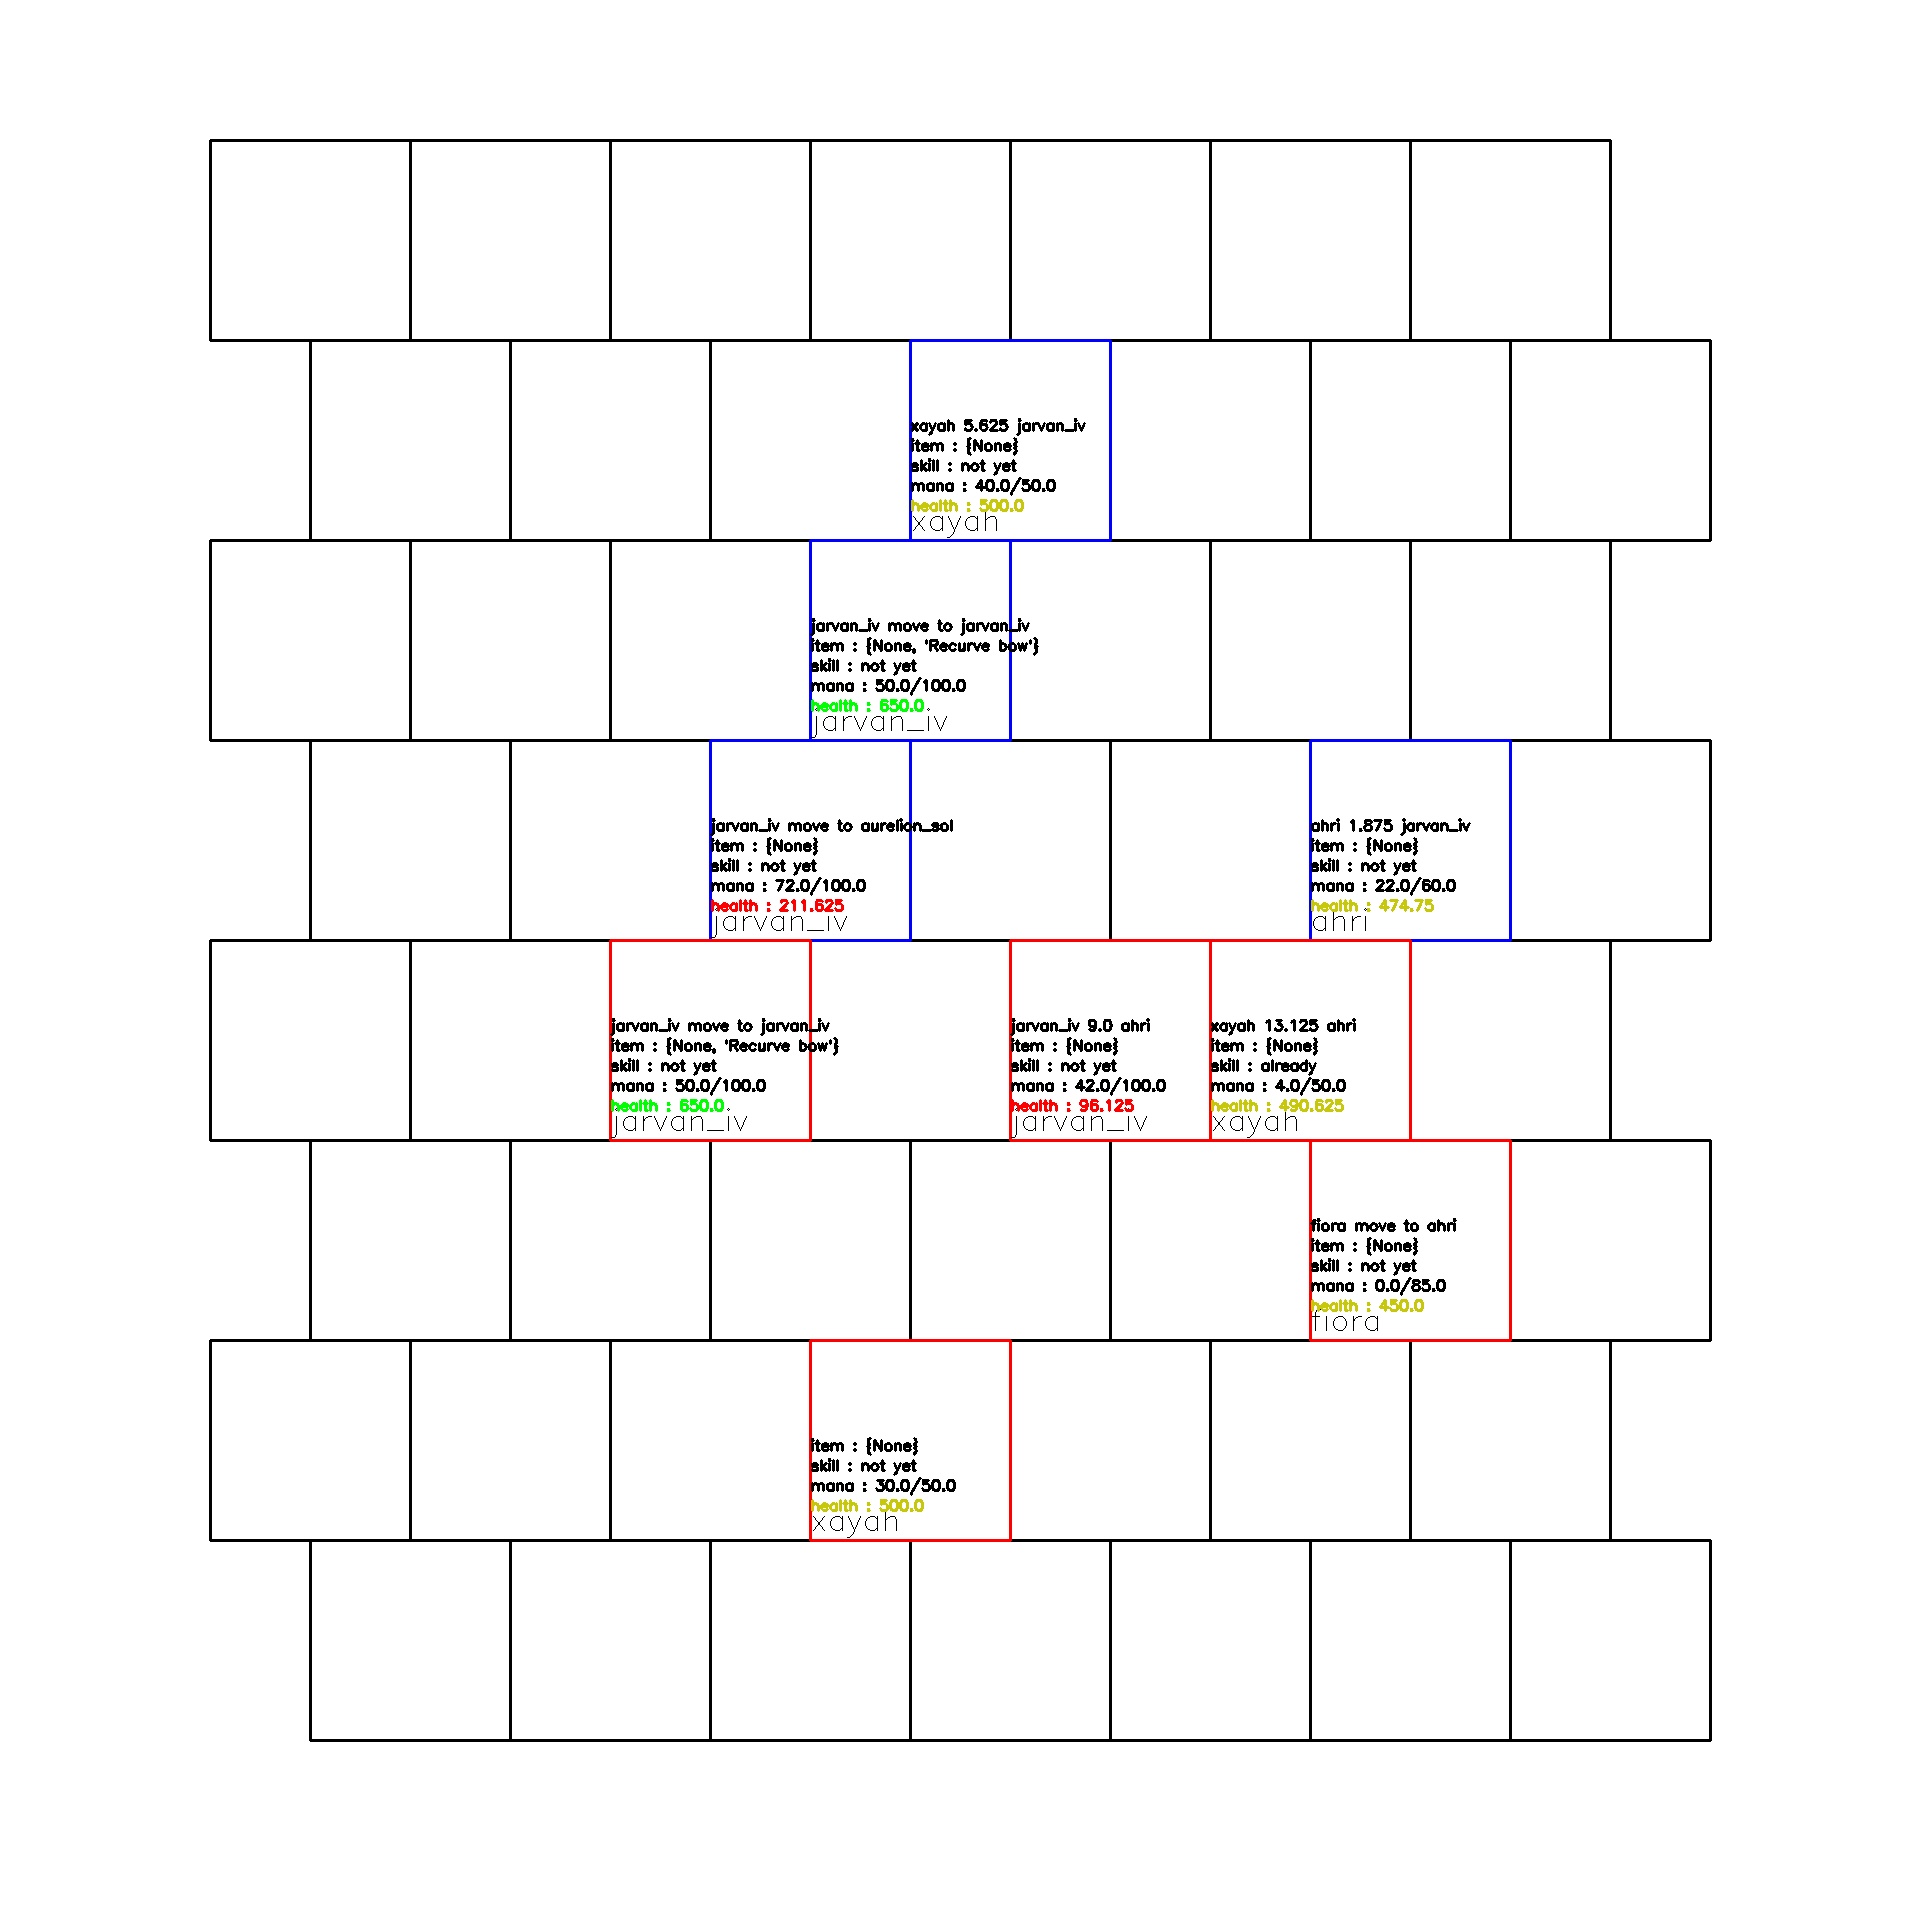 xayah 5.625 jarvan_iv
item : {None}
skill : not yet
mana : 40.0/50.0
health : 500.0
xayah
jarvan_iv move to jarvan_iv
item : {None, 'Recurve bow'}
skill : not yet
mana : 50.0/100.0
health : 650.0
jarvan_iv
jarvan_iv move to aurelion_sol
item : {None}
skill : not yet
mana : 72.0/100.0
health : 211.625
jarvan_iv
ahri 1.875 jarvan_iv
item : {None}
skill : not yet
mana : 22.0/60.0
health : 474.75
ahri
jarvan_iv move to jarvan_iv
item : {None, 'Recurve bow'}
skill : not yet
mana : 50.0/100.0
health : 650.0
jarvan_iv
jarvan_iv 9.0 ahri
item : {None}
skill : not yet
mana : 42.0/100.0
health : 96.125
jarvan_iv
xayah 13.125 ahri
item : {None}
skill : already
mana : 4.0/50.0
health : 490.625
xayah
fiora move to ahri
item : {None}
skill : not yet
mana : 0.0/85.0
health : 450.0
fiora
item : {None}
skill : not yet
mana : 30.0/50.0
health : 500.0
xayah